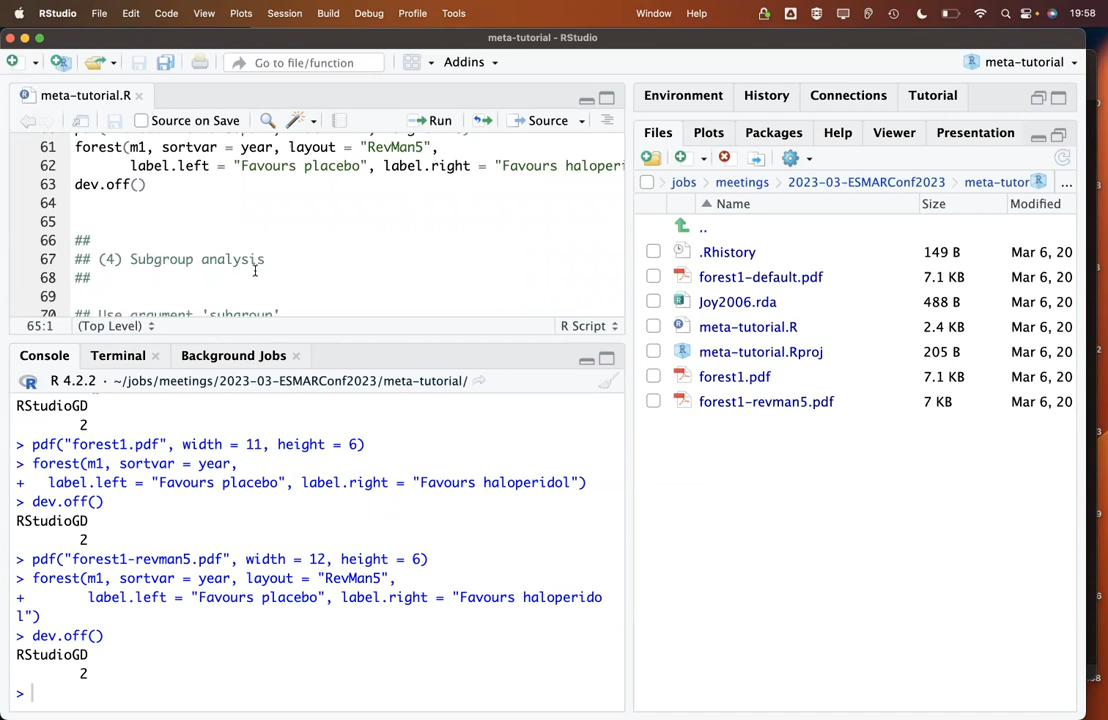 RStudio File Edit Code View Plots Session Build Debug Profile Tools Window Help 19:58
meta-tutorial - RStudio
Go to file/function Addins meta-tutorial
meta-tutorial.R
Source on Save Run Source
61 forest(m1, sortvar = year, layout = "RevMan5",
62 label.left = "Favours placebo", label.right = "Favours haloperi
63 dev.off()
64
65
66 ##
67 ## (4) Subgroup analysis
68 ##
69
70 ## Use argument 'subgroup'
65:1 (Top Level) R Script
Console Terminal Background Jobs
R 4.2.2 · ~/jobs/meetings/2023-03-ESMARConf2023/meta-tutorial/
RStudioGD
2
> pdf("forest1.pdf", width = 11, height = 6)
> forest(m1, sortvar = year,
+ label.left = "Favours placebo", label.right = "Favours haloperidol")
> dev.off()
RStudioGD
2
> pdf("forest1-revman5.pdf", width = 12, height = 6)
> forest(m1, sortvar = year, layout = "RevMan5",
+ label.left = "Favours placebo", label.right = "Favours haloperido
l")
> dev.off()
RStudioGD
2
>
Environment History Connections Tutorial
Files Plots Packages Help Viewer Presentation
jobs meetings 2023-03-ESMARConf2023 meta-tutor ...
Name Size Modified
..
.Rhistory 149 B Mar 6, 20
forest1-default.pdf 7.1 KB Mar 6, 20
Joy2006.rda 488 B Mar 6, 20
meta-tutorial.R 2.4 KB Mar 6, 20
meta-tutorial.Rproj 205 B Mar 6, 20
forest1.pdf 7.1 KB Mar 6, 20
forest1-revman5.pdf 7 KB Mar 6, 20